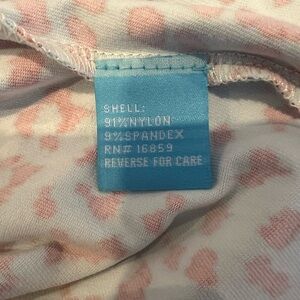 SHELL:
91%NYLON
9%SPANDEX
RN# 16859
REVERSE FOR CARE